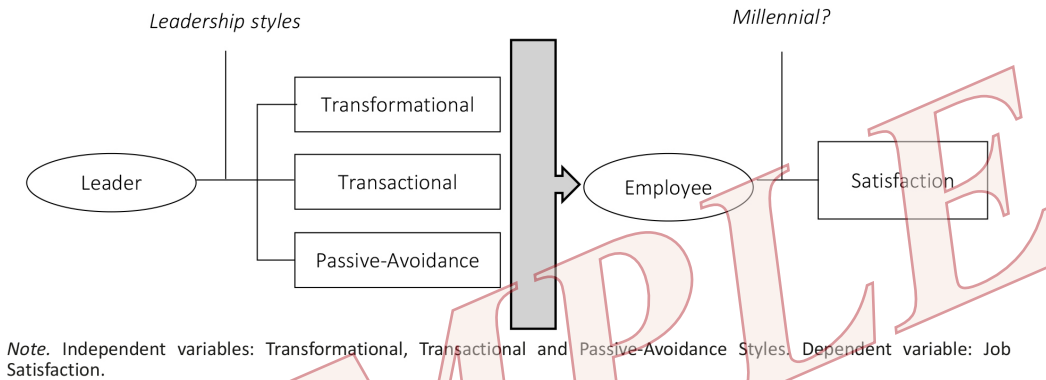 Leadership styles
Millennial?
Transformational
Leader
Transactional
Employee
Satisfaction
Passive-Avoidance
Note. Independent variables: Transformational, Transactional and Passive-Avoidance Styles. Dependent variable: Job
Satisfaction.
MPLE